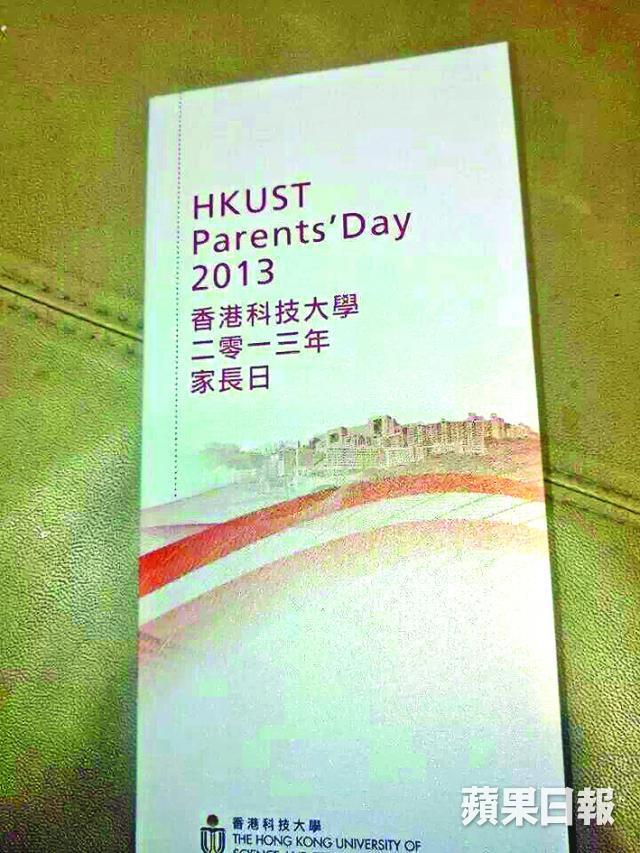 HKUST
Parents'Day
2013
香港科技大學
二零一三年
家長日
香港科技大學
THE HONG KONG UNIVERSITY OF
蘋果日報